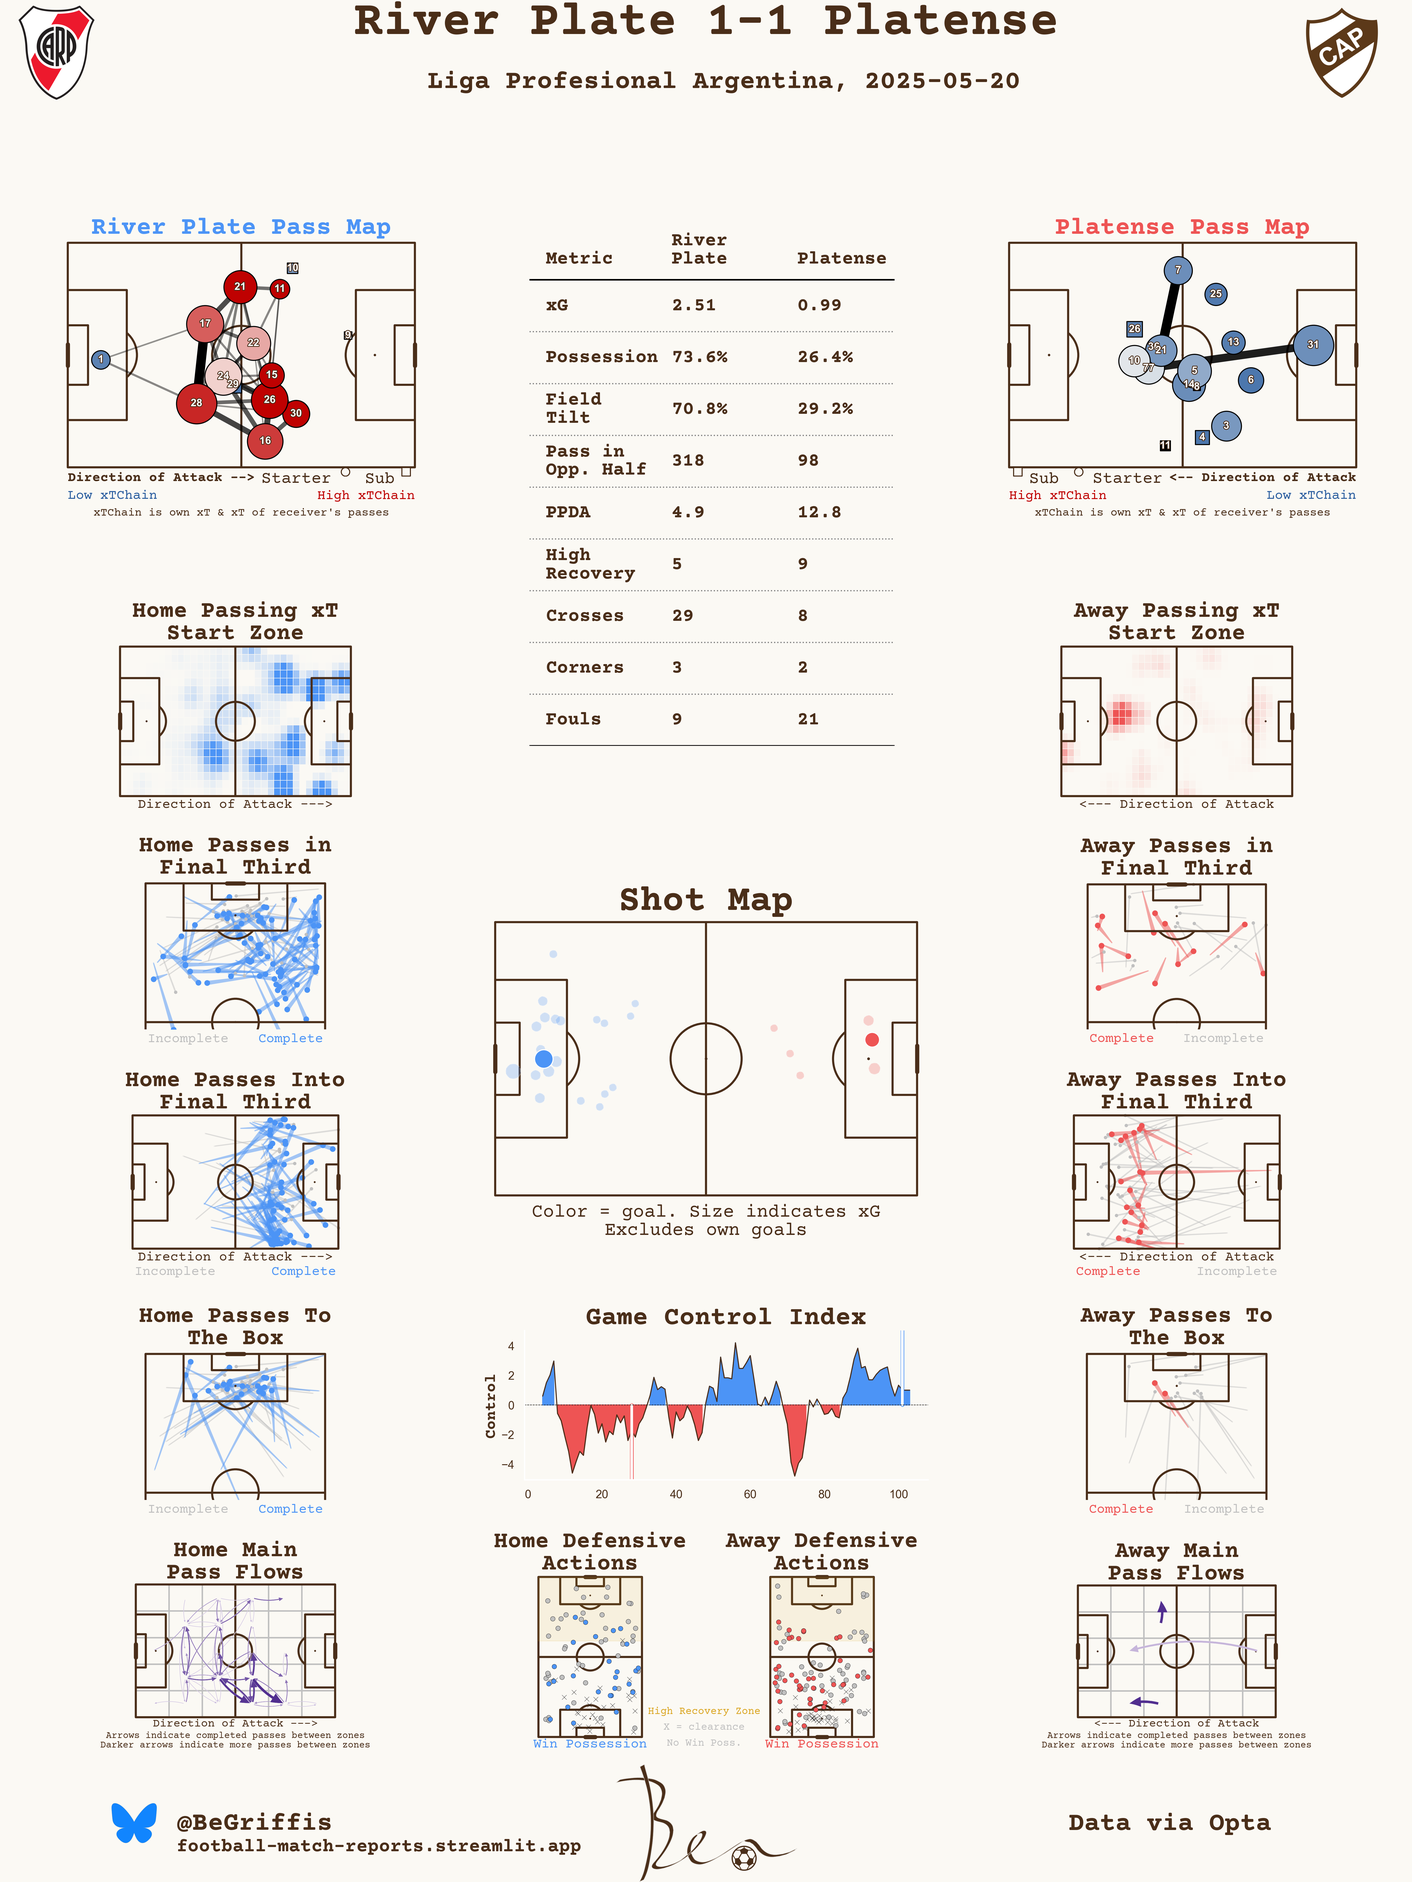 River Plate 1-1 Platense
Liga Profesional Argentina, 2025-05-20
CARP
CAP
River Plate Pass Map
10
21
11
17
22
9
1
24
29
15
28
26
30
16
Direction of Attack --> Starter Sub
Low xTChain High xTChain
xTChain is own xT & xT of receiver's passes
Metric River Plate Platense
xG 2.51 0.99
Possession 73.6% 26.4%
Field Tilt 70.8% 29.2%
Pass in Opp. Half 318 98
PPDA 4.9 12.8
High Recovery 5 9
Crosses 29 8
Corners 3 2
Fouls 9 21
Platense Pass Map
7
25
26
13
31
21
10
77
5
14
8
6
3
4
11
Sub Starter <-- Direction of Attack
High xTChain Low xTChain
xTChain is own xT & xT of receiver's passes
Home Passing xT
Start Zone
Direction of Attack --->
Away Passing xT
Start Zone
<--- Direction of Attack
Home Passes in
Final Third
Incomplete Complete
Away Passes in
Final Third
Complete Incomplete
Shot Map
Color = goal. Size indicates xG
Excludes own goals
Home Passes Into
Final Third
Direction of Attack --->
Incomplete Complete
Away Passes Into
Final Third
<--- Direction of Attack
Complete Incomplete
Home Passes To
The Box
Incomplete Complete
Game Control Index
Control
4
2
0
−2
−4
0 20 40 60 80 100
Away Passes To
The Box
Complete Incomplete
Home Main
Pass Flows
Direction of Attack --->
Arrows indicate completed passes between zones
Darker arrows indicate more passes between zones
Home Defensive
Actions
Win Possession
Away Defensive
Actions
Win Possession
High Recovery Zone
X = clearance
No Win Poss.
Away Main
Pass Flows
<--- Direction of Attack
Arrows indicate completed passes between zones
Darker arrows indicate more passes between zones
@BeGriffis
football-match-reports.streamlit.app
Ben
Data via Opta